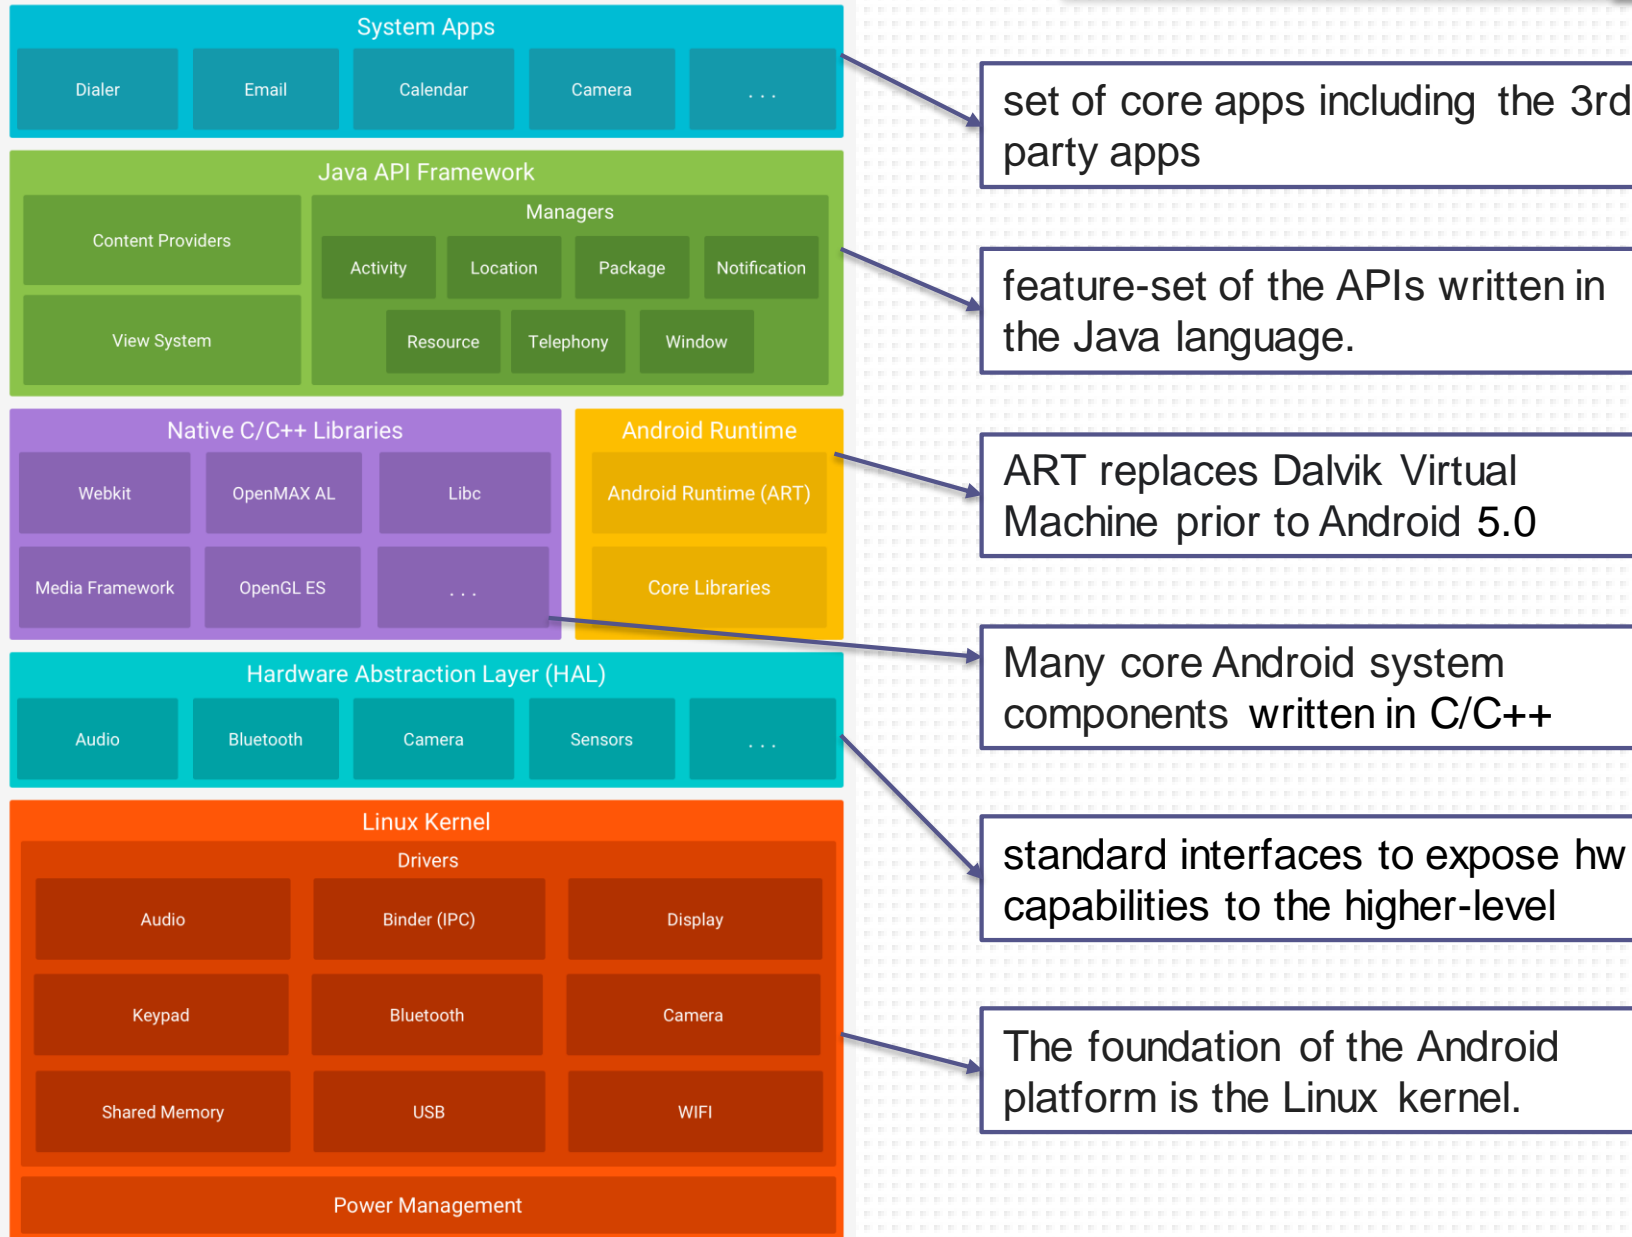 System Apps
Dialer
Email
Calendar
Camera
. . .
set of core apps including the 3rd
party apps
Java API Framework
Content Providers
View System
Managers
Activity
Location
Package
Notification
Resource
Telephony
Window
feature-set of the APIs written in
the Java language.
Native C/C++ Libraries
Webkit
OpenMAX AL
Libc
Media Framework
OpenGL ES
. . .
Android Runtime
Android Runtime (ART)
Core Libraries
ART replaces Dalvik Virtual
Machine prior to Android 5.0
Many core Android system
components written in C/C++
Hardware Abstraction Layer (HAL)
Audio
Bluetooth
Camera
Sensors
. . .
standard interfaces to expose hw
capabilities to the higher-level
Linux Kernel
Drivers
Audio
Binder (IPC)
Display
Keypad
Bluetooth
Camera
Shared Memory
USB
WIFI
Power Management
The foundation of the Android
platform is the Linux kernel.